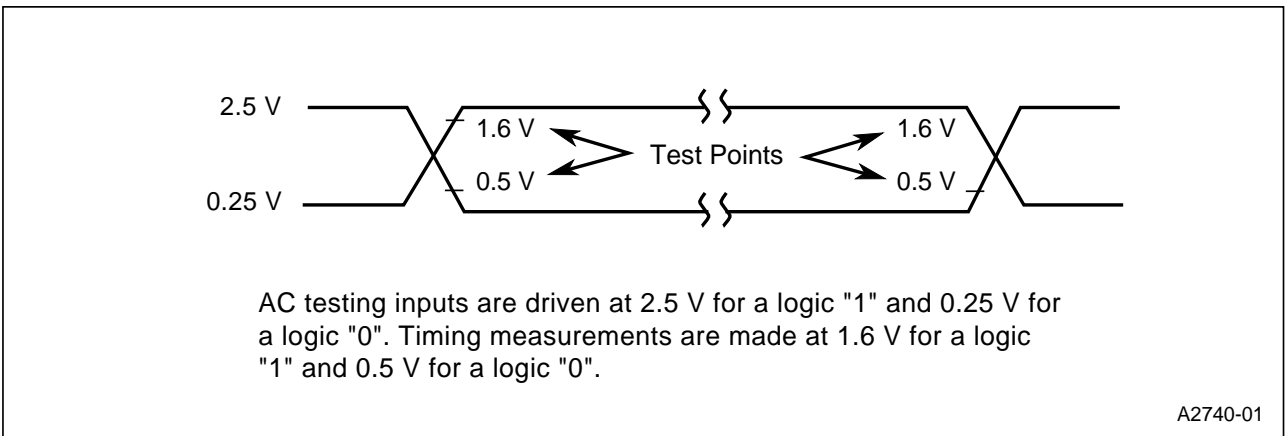 2.5 V
1.6 V
1.6 V
Test Points
0.5 V
0.5 V
0.25 V
AC testing inputs are driven at 2.5 V for a logic "1" and 0.25 V for
a logic "0". Timing measurements are made at 1.6 V for a logic
"1" and 0.5 V for a logic "0".
A2740-01